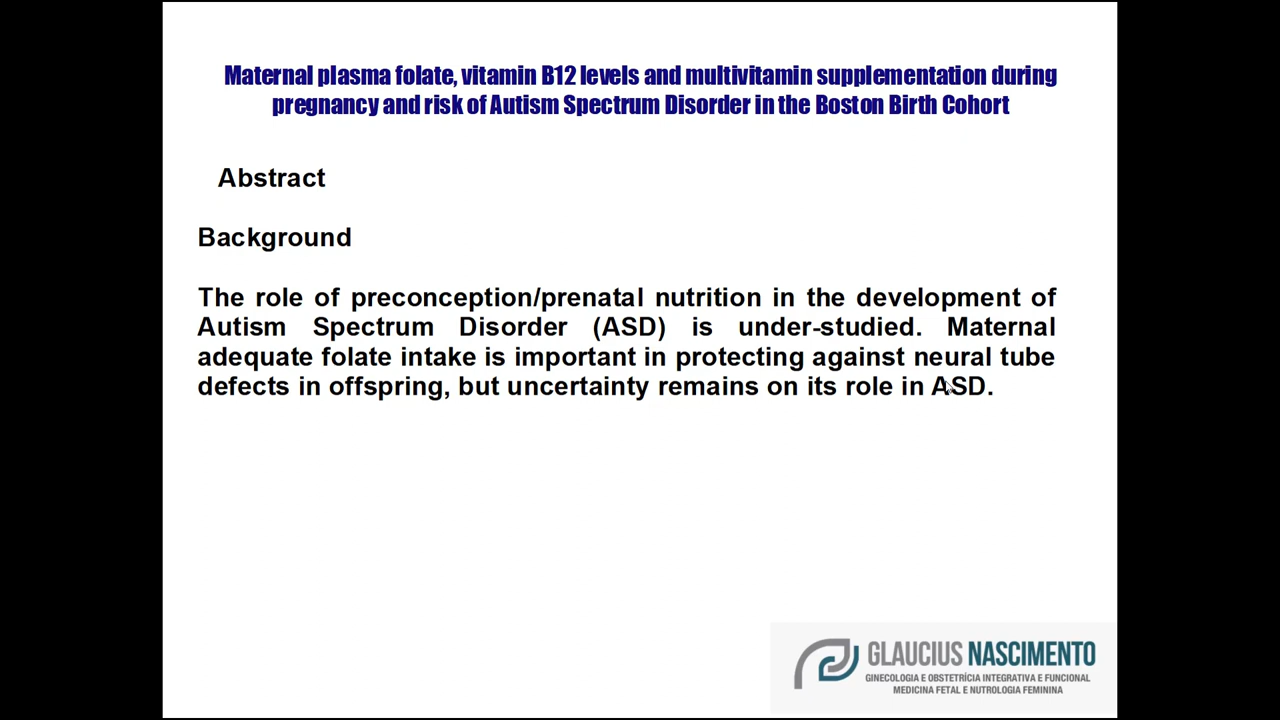 Maternal plasma folate, vitamin B12 levels and multivitamin supplementation during
pregnancy and risk of Autism Spectrum Disorder in the Boston Birth Cohort
Abstract
Background
The role of preconception/prenatal nutrition in the development of
Autism Spectrum Disorder (ASD) is under-studied. Maternal
adequate folate intake is important in protecting against neural tube
defects in offspring, but uncertainty remains on its role in ASD.
GLAUCIUS NASCIMENTO
GINECOLOGIA E OBSTETRÍCIA INTEGRATIVA E FUNCIONAL
MEDICINA FETAL E NUTROLOGIA FEMININA